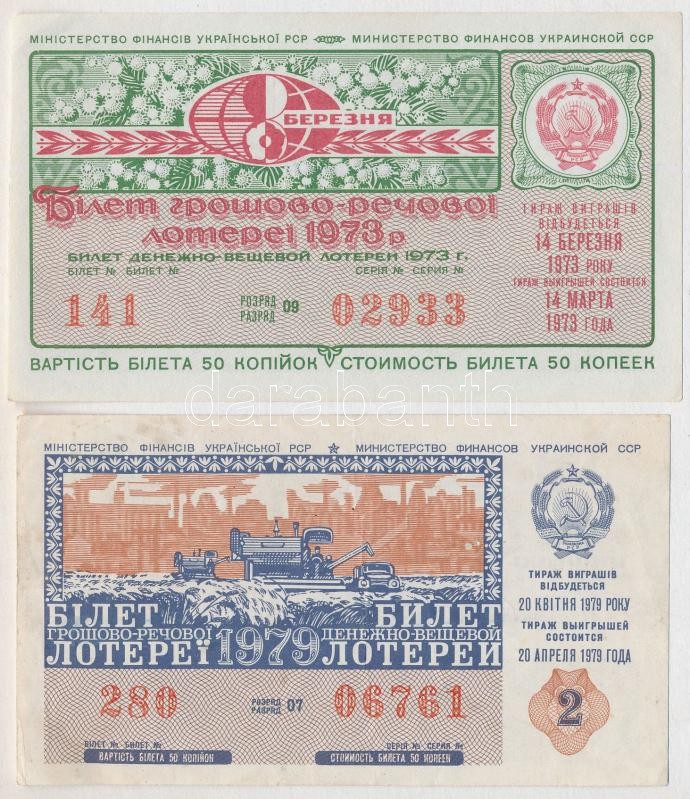 МІНІСТЕРСТВО ФІНАНСІВ УКРАЇНСЬКОЇ РСР МИНИСТЕРСТВО ФИНАНСОВ УКРАИНСКОЙ ССР
8 БЕРЕЗНЯ
Білет грошово-речової
лотереї 1973 р
БИЛЕТ ДЕНЕЖНО-ВЕЩЕВОЙ ЛОТЕРЕИ 1973 г.
БІЛЕТ № БИЛЕТ № СЕРІЯ № СЕРИЯ №
141 РОЗРЯД РАЗРЯД 09 02933
ТИРАЖ ВИГРАШІВ
ВІДБУДЕТЬСЯ
14 БЕРЕЗНЯ
1973 РОКУ
ТИРАЖ ВЫИГРЫШЕЙ СОСТОИТСЯ
14 МАРТА
1973 ГОДА
ВАРТІСТЬ БІЛЕТА 50 КОПІЙОК СТОИМОСТЬ БИЛЕТА 50 КОПЕЕК
darabanth
МІНІСТЕРСТВО ФІНАНСІВ УКРАЇНСЬКОЇ РСР МИНИСТЕРСТВО ФИНАНСОВ УКРАИНСКОЙ ССР
БІЛЕТ БИЛЕТ
ГРОШОВО-РЕЧОВОЇ 1979 ДЕНЕЖНО-ВЕЩЕВОЙ
ЛОТЕРЕЇ ЛОТЕРЕИ
280 РОЗРЯД РАЗРЯД 07 06761
БІЛЕТ № БИЛЕТ № СЕРІЯ № СЕРИЯ №
ВАРТІСТЬ БІЛЕТА 50 КОПІЙОК СТОИМОСТЬ БИЛЕТА 50 КОПЕЕК
ТИРАЖ ВИГРАШІВ
ВІДБУДЕТЬСЯ
20 КВІТНЯ 1979 РОКУ
ТИРАЖ ВЫИГРЫШЕЙ
СОСТОИТСЯ
20 АПРЕЛЯ 1979 ГОДА
2